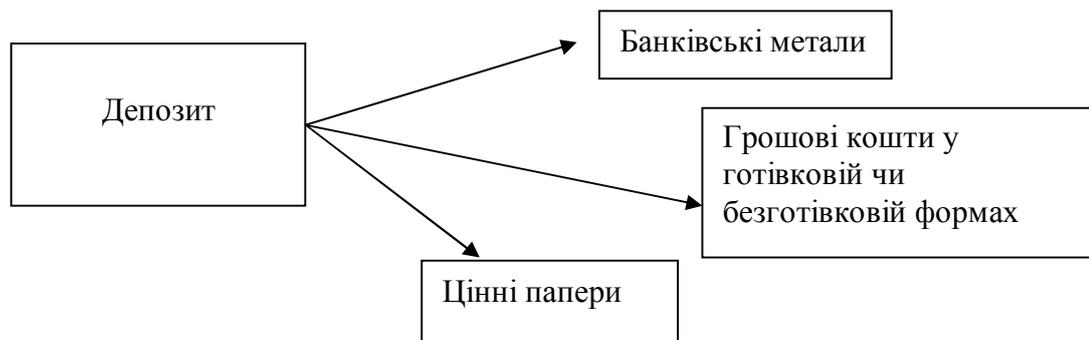 Банківські метали
Депозит
Грошові кошти у
готівковій чи
безготівковій формах
Цінні папери